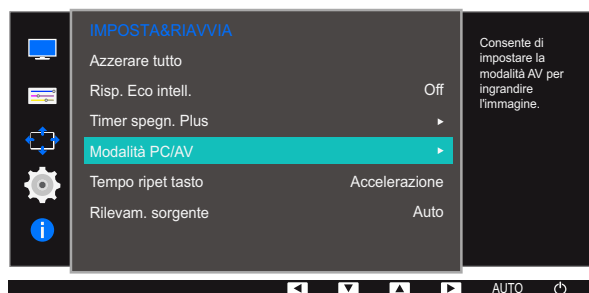 IMPOSTA&RIAVVIA
Azzerare tutto
Risp. Eco intell. Off
Timer spegn. Plus
Modalità PC/AV
Tempo ripet tasto Accelerazione
Rilevam. sorgente Auto
Consente di
impostare la
modalità AV per
ingrandire
l'immagine.
AUTO